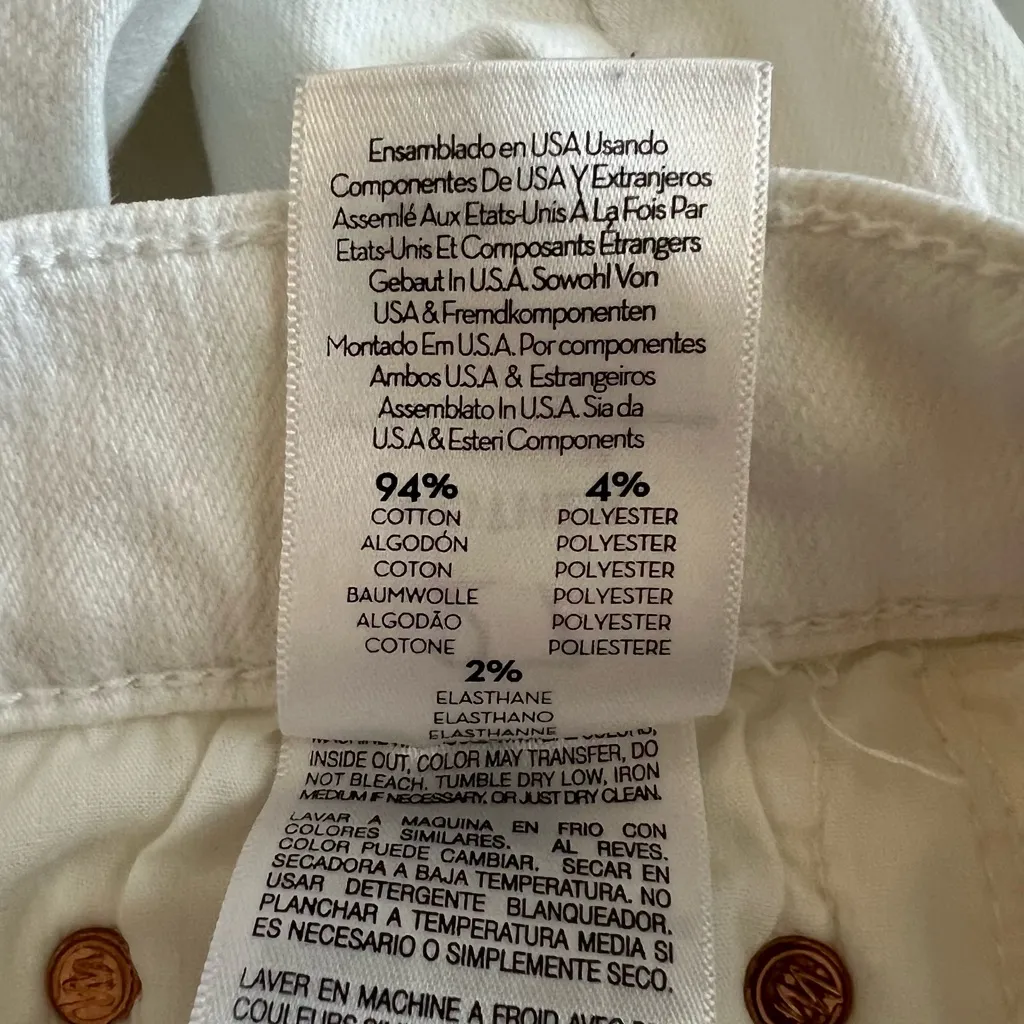 Ensamblado en USA Usando
Componentes De USA Y Extranjeros
Assemlé Aux Etats-Unis A La Fois Par
Etats-Unis Et Composants Étrangers
Gebaut In U.S.A. Sowohl Von
USA & Fremdkomponenten
Montado Em U.S.A. Por componentes
Ambos U.S.A & Estrangeiros
Assemblato In U.S.A. Sia da
U.S.A & Esteri Components
94% 4%
COTTON POLYESTER
ALGODÓN POLYESTER
COTON POLYESTER
BAUMWOLLE POLYESTER
ALGODÃO POLYESTER
COTONE POLIESTERE
2%
ELASTHANE
ELASTHANO
ELASTHANNE
INSIDE OUT, COLOR MAY TRANSFER, DO
NOT BLEACH, TUMBLE DRY LOW, IRON
MEDIUM IF NECESSARY, OR JUST DRY CLEAN.
LAVAR A MAQUINA EN FRIO CON
COLORES SIMILARES. AL REVES.
COLOR PUEDE CAMBIAR. SECAR EN
SECADORA A BAJA TEMPERATURA. NO
USAR DETERGENTE BLANQUEADOR.
PLANCHAR A TEMPERATURA MEDIA SI
ES NECESARIO O SIMPLEMENTE SECO.
LAVER EN MACHINE A FROID AVEC
COULEURS